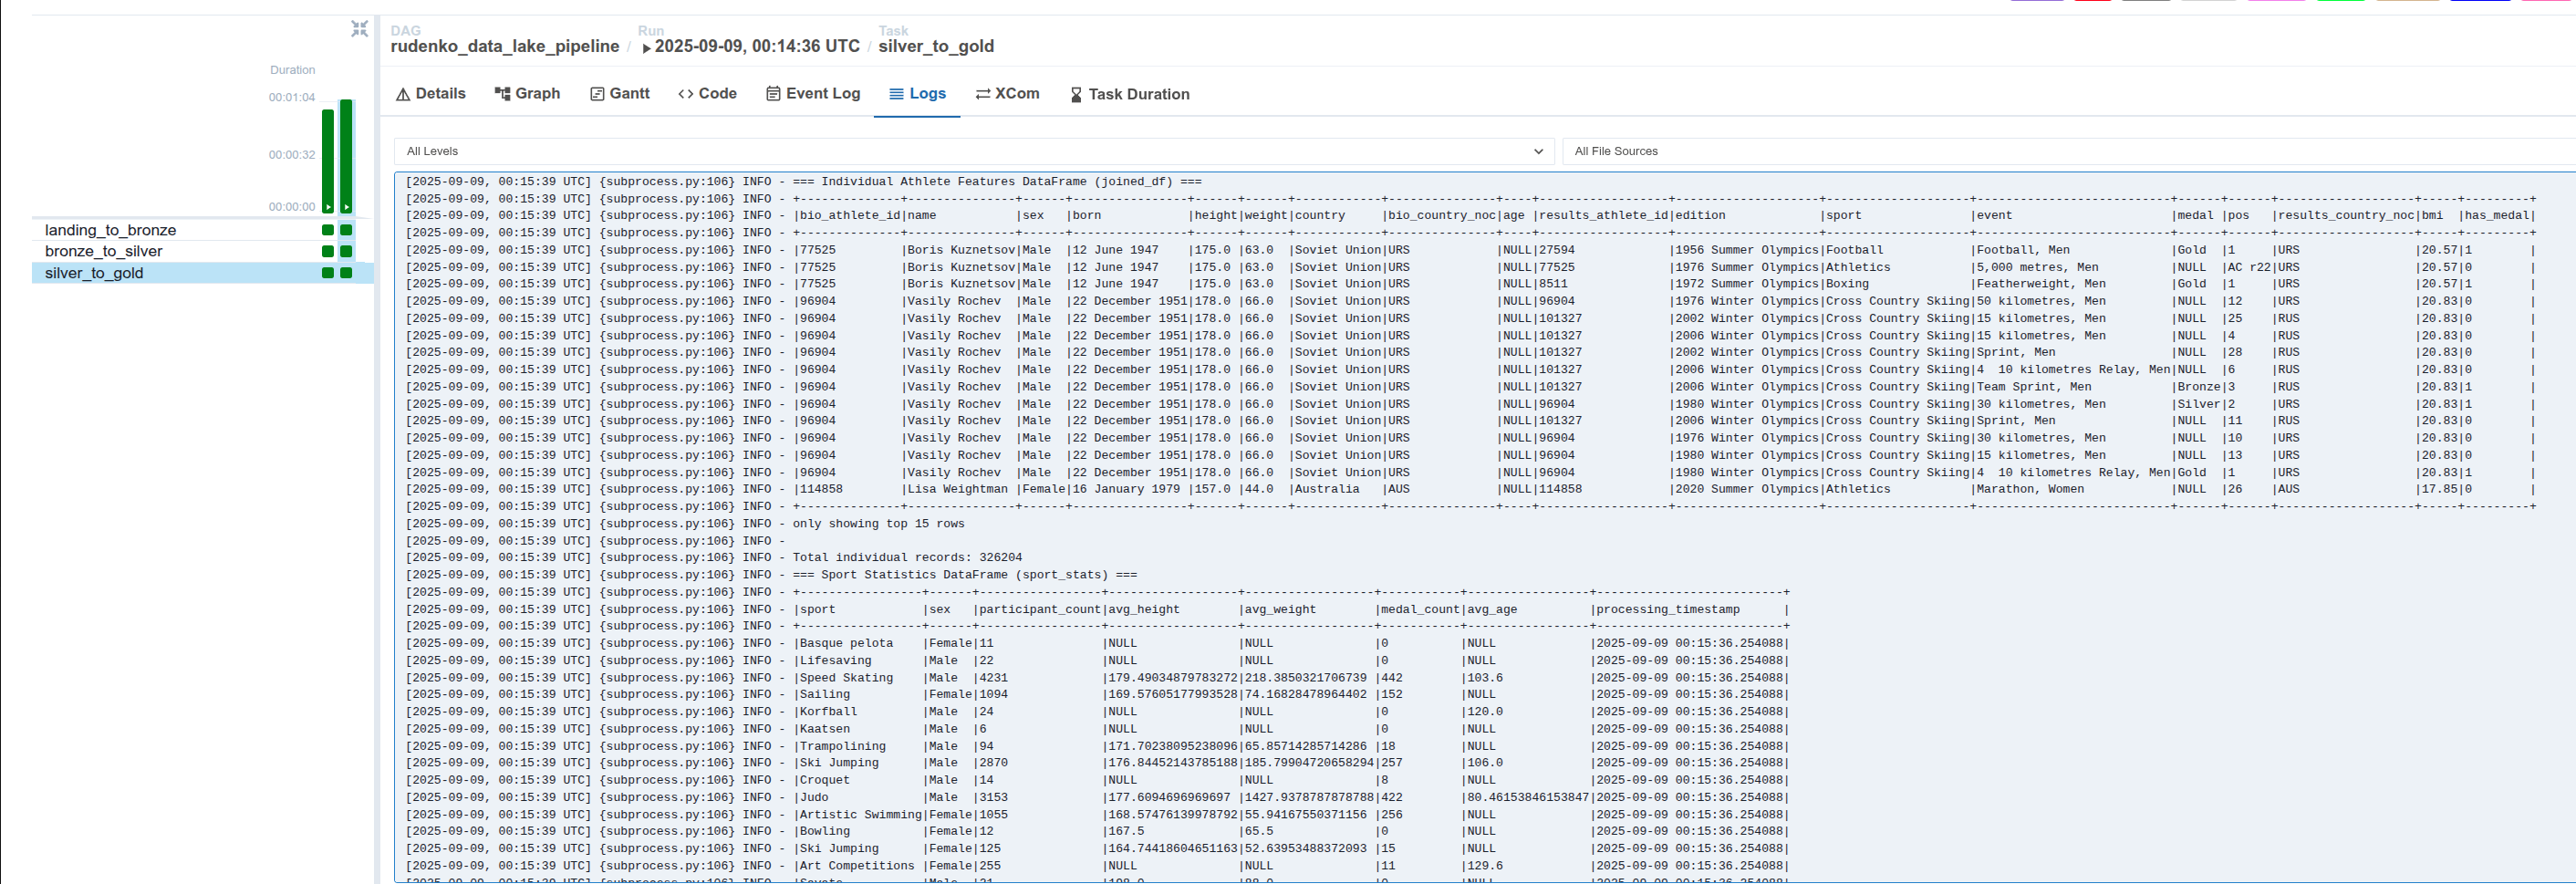 DAG
rudenko_data_lake_pipeline
/
Run
2025-09-09, 00:14:36 UTC
/
Task
silver_to_gold
Duration
00:01:04
00:00:32
00:00:00
landing_to_bronze
bronze_to_silver
silver_to_gold
Details Graph Gantt Code Event Log Logs XCom Task Duration
All Levels
All File Sources
[2025-09-09, 00:15:39 UTC] {subprocess.py:106} INFO - === Individual Athlete Features DataFrame (joined_df) ===
[2025-09-09, 00:15:39 UTC] {subprocess.py:106} INFO - +--------------+---------------+------+----------------+------+------+------------+---------------+----+-------------------+--------------------+--------------------+---------------------------+------+------+-------------------+-----+---------+
[2025-09-09, 00:15:39 UTC] {subprocess.py:106} INFO - |bio_athlete_id|name |sex |born |height|weight|country |bio_country_noc|age |results_athlete_id|edition |sport |event |medal |pos |results_country_noc|bmi |has_medal|
[2025-09-09, 00:15:39 UTC] {subprocess.py:106} INFO - +--------------+---------------+------+----------------+------+------+------------+---------------+----+-------------------+--------------------+--------------------+---------------------------+------+------+-------------------+-----+---------+
[2025-09-09, 00:15:39 UTC] {subprocess.py:106} INFO - |77525 |Boris Kuznetsov|Male |12 June 1947 |175.0 |63.0 |Soviet Union|URS |NULL|27594 |1956 Summer Olympics|Football |Football, Men |Gold |1 |URS |20.57|1 |
[2025-09-09, 00:15:39 UTC] {subprocess.py:106} INFO - |77525 |Boris Kuznetsov|Male |12 June 1947 |175.0 |63.0 |Soviet Union|URS |NULL|77525 |1976 Summer Olympics|Athletics |5,000 metres, Men |NULL |AC r22|URS |20.57|0 |
[2025-09-09, 00:15:39 UTC] {subprocess.py:106} INFO - |77525 |Boris Kuznetsov|Male |12 June 1947 |175.0 |63.0 |Soviet Union|URS |NULL|8511 |1972 Summer Olympics|Boxing |Featherweight, Men |Gold |1 |URS |20.57|1 |
[2025-09-09, 00:15:39 UTC] {subprocess.py:106} INFO - |96904 |Vasily Rochev |Male |22 December 1951|178.0 |66.0 |Soviet Union|URS |NULL|96904 |1976 Winter Olympics|Cross Country Skiing|50 kilometres, Men |NULL |12 |URS |20.83|0 |
[2025-09-09, 00:15:39 UTC] {subprocess.py:106} INFO - |96904 |Vasily Rochev |Male |22 December 1951|178.0 |66.0 |Soviet Union|URS |NULL|101327 |2002 Winter Olympics|Cross Country Skiing|15 kilometres, Men |NULL |25 |RUS |20.83|0 |
[2025-09-09, 00:15:39 UTC] {subprocess.py:106} INFO - |96904 |Vasily Rochev |Male |22 December 1951|178.0 |66.0 |Soviet Union|URS |NULL|101327 |2006 Winter Olympics|Cross Country Skiing|15 kilometres, Men |NULL |4 |RUS |20.83|0 |
[2025-09-09, 00:15:39 UTC] {subprocess.py:106} INFO - |96904 |Vasily Rochev |Male |22 December 1951|178.0 |66.0 |Soviet Union|URS |NULL|101327 |2002 Winter Olympics|Cross Country Skiing|Sprint, Men |NULL |28 |RUS |20.83|0 |
[2025-09-09, 00:15:39 UTC] {subprocess.py:106} INFO - |96904 |Vasily Rochev |Male |22 December 1951|178.0 |66.0 |Soviet Union|URS |NULL|101327 |2006 Winter Olympics|Cross Country Skiing|4 10 kilometres Relay, Men|NULL |6 |RUS |20.83|0 |
[2025-09-09, 00:15:39 UTC] {subprocess.py:106} INFO - |96904 |Vasily Rochev |Male |22 December 1951|178.0 |66.0 |Soviet Union|URS |NULL|101327 |2006 Winter Olympics|Cross Country Skiing|Team Sprint, Men |Bronze|3 |RUS |20.83|1 |
[2025-09-09, 00:15:39 UTC] {subprocess.py:106} INFO - |96904 |Vasily Rochev |Male |22 December 1951|178.0 |66.0 |Soviet Union|URS |NULL|96904 |1980 Winter Olympics|Cross Country Skiing|30 kilometres, Men |Silver|2 |URS |20.83|1 |
[2025-09-09, 00:15:39 UTC] {subprocess.py:106} INFO - |96904 |Vasily Rochev |Male |22 December 1951|178.0 |66.0 |Soviet Union|URS |NULL|101327 |2006 Winter Olympics|Cross Country Skiing|Sprint, Men |NULL |11 |RUS |20.83|0 |
[2025-09-09, 00:15:39 UTC] {subprocess.py:106} INFO - |96904 |Vasily Rochev |Male |22 December 1951|178.0 |66.0 |Soviet Union|URS |NULL|96904 |1976 Winter Olympics|Cross Country Skiing|30 kilometres, Men |NULL |10 |URS |20.83|0 |
[2025-09-09, 00:15:39 UTC] {subprocess.py:106} INFO - |96904 |Vasily Rochev |Male |22 December 1951|178.0 |66.0 |Soviet Union|URS |NULL|96904 |1980 Winter Olympics|Cross Country Skiing|15 kilometres, Men |NULL |13 |URS |20.83|0 |
[2025-09-09, 00:15:39 UTC] {subprocess.py:106} INFO - |96904 |Vasily Rochev |Male |22 December 1951|178.0 |66.0 |Soviet Union|URS |NULL|96904 |1980 Winter Olympics|Cross Country Skiing|4 10 kilometres Relay, Men|Gold |1 |URS |20.83|1 |
[2025-09-09, 00:15:39 UTC] {subprocess.py:106} INFO - |114858 |Lisa Weightman |Female|16 January 1979 |157.0 |44.0 |Australia |AUS |NULL|114858 |2020 Summer Olympics|Athletics |Marathon, Women |NULL |26 |AUS |17.85|0 |
[2025-09-09, 00:15:39 UTC] {subprocess.py:106} INFO - +--------------+---------------+------+----------------+------+------+------------+---------------+----+-------------------+--------------------+--------------------+---------------------------+------+------+-------------------+-----+---------+
[2025-09-09, 00:15:39 UTC] {subprocess.py:106} INFO - only showing top 15 rows
[2025-09-09, 00:15:39 UTC] {subprocess.py:106} INFO -
[2025-09-09, 00:15:39 UTC] {subprocess.py:106} INFO - Total individual records: 326204
[2025-09-09, 00:15:39 UTC] {subprocess.py:106} INFO - === Sport Statistics DataFrame (sport_stats) ===
[2025-09-09, 00:15:39 UTC] {subprocess.py:106} INFO - +-----------------+------+-----------------+------------------+------------------+-----------+-----------------+--------------------------+
[2025-09-09, 00:15:39 UTC] {subprocess.py:106} INFO - |sport |sex |participant_count|avg_height |avg_weight |medal_count|avg_age |processing_timestamp |
[2025-09-09, 00:15:39 UTC] {subprocess.py:106} INFO - +-----------------+------+-----------------+------------------+------------------+-----------+-----------------+--------------------------+
[2025-09-09, 00:15:39 UTC] {subprocess.py:106} INFO - |Basque pelota |Female|11 |NULL |NULL |0 |NULL |2025-09-09 00:15:36.254088|
[2025-09-09, 00:15:39 UTC] {subprocess.py:106} INFO - |Lifesaving |Male |22 |NULL |NULL |0 |NULL |2025-09-09 00:15:36.254088|
[2025-09-09, 00:15:39 UTC] {subprocess.py:106} INFO - |Speed Skating |Male |4231 |179.49034879783272|218.3850321706739 |442 |103.6 |2025-09-09 00:15:36.254088|
[2025-09-09, 00:15:39 UTC] {subprocess.py:106} INFO - |Sailing |Female|1094 |169.57605177993528|74.16828478964402 |152 |NULL |2025-09-09 00:15:36.254088|
[2025-09-09, 00:15:39 UTC] {subprocess.py:106} INFO - |Korfball |Male |24 |NULL |NULL |0 |120.0 |2025-09-09 00:15:36.254088|
[2025-09-09, 00:15:39 UTC] {subprocess.py:106} INFO - |Kaatsen |Male |6 |NULL |NULL |0 |NULL |2025-09-09 00:15:36.254088|
[2025-09-09, 00:15:39 UTC] {subprocess.py:106} INFO - |Trampolining |Male |94 |171.70238095238096|65.85714285714286 |18 |NULL |2025-09-09 00:15:36.254088|
[2025-09-09, 00:15:39 UTC] {subprocess.py:106} INFO - |Ski Jumping |Male |2870 |176.84452143785188|185.79904720658294|257 |106.0 |2025-09-09 00:15:36.254088|
[2025-09-09, 00:15:39 UTC] {subprocess.py:106} INFO - |Croquet |Male |14 |NULL |NULL |8 |NULL |2025-09-09 00:15:36.254088|
[2025-09-09, 00:15:39 UTC] {subprocess.py:106} INFO - |Judo |Male |3153 |177.6094696969697 |1427.9378787878788|422 |80.46153846153847|2025-09-09 00:15:36.254088|
[2025-09-09, 00:15:39 UTC] {subprocess.py:106} INFO - |Artistic Swimming|Female|1055 |168.57476139978792|55.94167550371156 |256 |NULL |2025-09-09 00:15:36.254088|
[2025-09-09, 00:15:39 UTC] {subprocess.py:106} INFO - |Bowling |Female|12 |167.5 |65.5 |0 |NULL |2025-09-09 00:15:36.254088|
[2025-09-09, 00:15:39 UTC] {subprocess.py:106} INFO - |Ski Jumping |Female|125 |164.74418604651163|52.63953488372093 |15 |NULL |2025-09-09 00:15:36.254088|
[2025-09-09, 00:15:39 UTC] {subprocess.py:106} INFO - |Art Competitions |Female|255 |NULL |NULL |11 |129.6 |2025-09-09 00:15:36.254088|